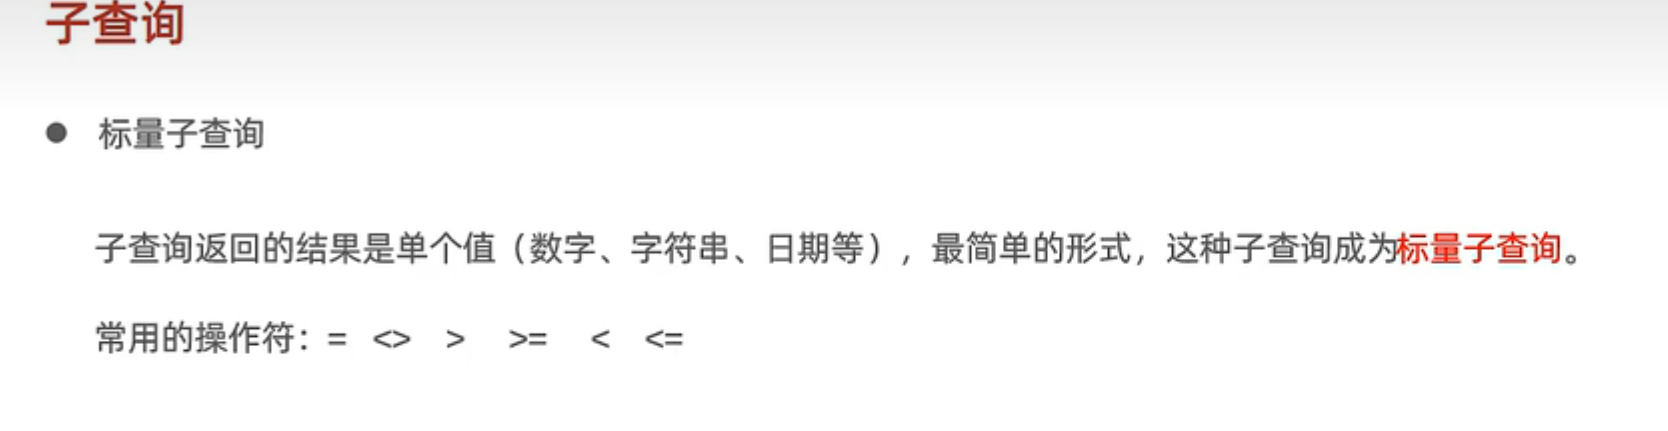 子查询
● 标量子查询
子查询返回的结果是单个值（数字、字符串、日期等），最简单的形式，这种子查询成为标量子查询。
常用的操作符：= <> > >= < <=